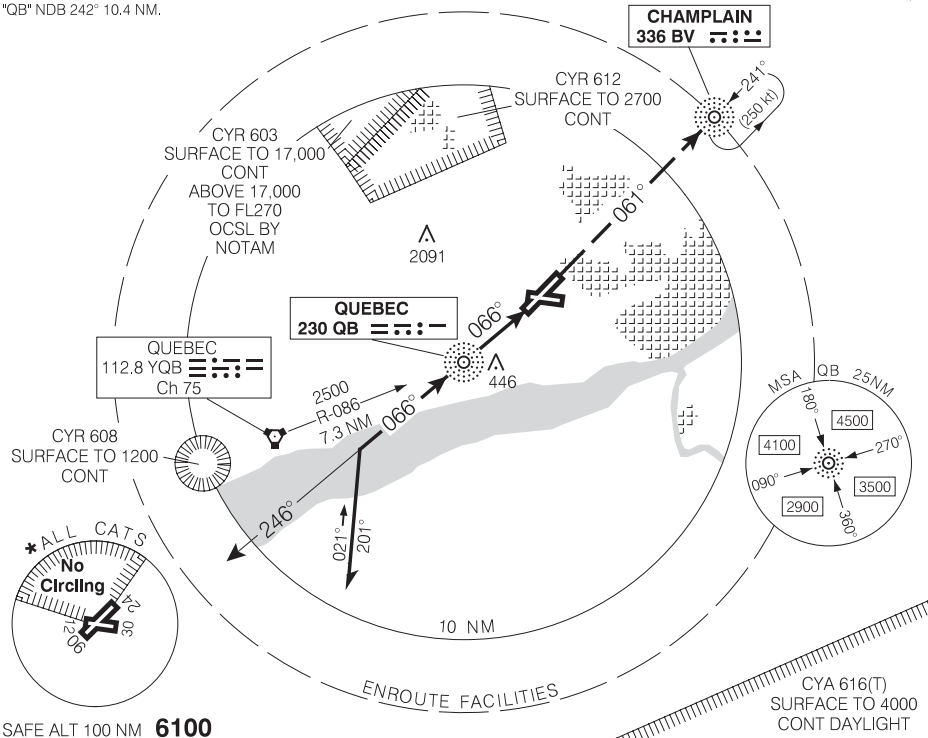 "QB" NDB 242° 10.4 NM.
CHAMPLAIN
336 BV
241°
(250 kt)
CYR 612
SURFACE TO 2700
CONT
CYR 603
SURFACE TO 17,000
CONT
ABOVE 17,000
TO FL270
OCSL BY
NOTAM
061°
2091
QUEBEC
230 QB
066°
446
QUEBEC
112.8 YQB
Ch 75
2500
R-086
7.3 NM
066°
CYR 608
SURFACE TO 1200
CONT
246°
021°
201°
MSA QB 25NM
180°
4500
4100
270°
090°
3500
2900
360°
*ALL CATS
No
Circling
24
12
30
06
10 NM
ENROUTE FACILITIES
CYA 616(T)
SURFACE TO 4000
CONT DAYLIGHT
SAFE ALT 100 NM 6100